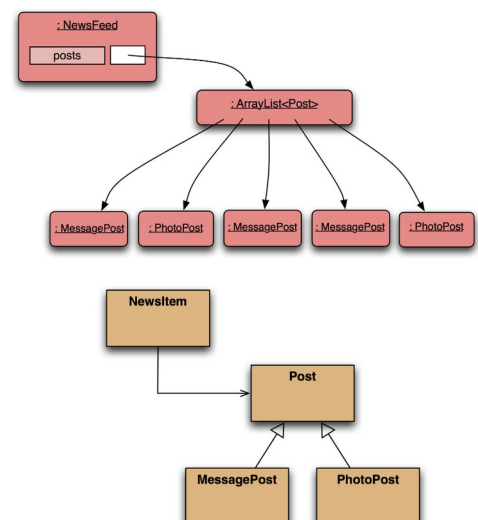 : NewsFeed
posts
: ArrayList<Post>
: MessagePost
: PhotoPost
: MessagePost
: MessagePost
: PhotoPost
NewsItem
Post
MessagePost
PhotoPost